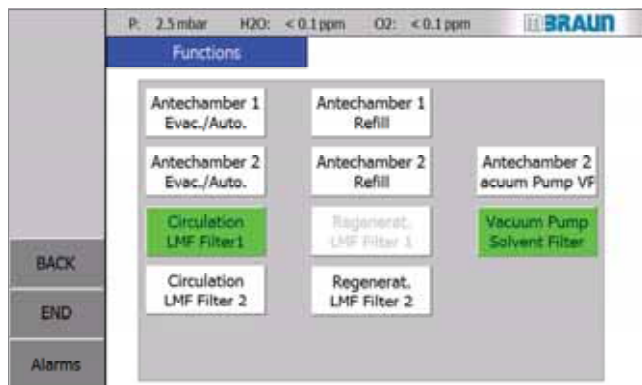 P: 2.5 mbar H2O: < 0.1 ppm O2: < 0.1 ppm BRAUN
Functions
Antechamber 1
Evac./Auto.
Antechamber 1
Refill
Antechamber 2
Evac./Auto.
Antechamber 2
Refill
Antechamber 2
acuum Pump VP
Circulation
LMF Filter1
Regenerat.
LMF Filter 1
Vacuum Pump
Solvent Filter
Circulation
LMF Filter 2
Regenerat.
LMF Filter 2
BACK
END
Alarms